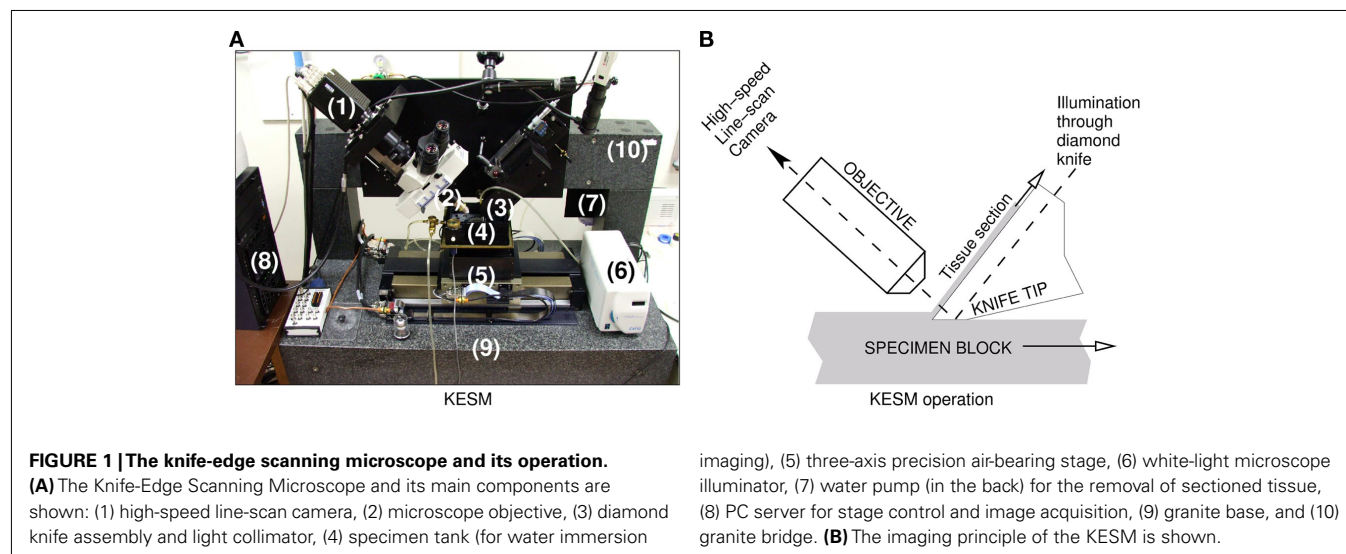 A
(1)
(2)
(3)
(4)
(5)
(6)
(7)
(8)
(9)
(10)
KESM
B
High–speed
Line–scan
Camera
OBJECTIVE
Tissue section
Illumination
through
diamond
knife
KNIFE TIP
SPECIMEN BLOCK
KESM operation
FIGURE 1 | The knife-edge scanning microscope and its operation.
(A) The Knife-Edge Scanning Microscope and its main components are
shown: (1) high-speed line-scan camera, (2) microscope objective, (3) diamond
knife assembly and light collimator, (4) specimen tank (for water immersion
imaging), (5) three-axis precision air-bearing stage, (6) white-light microscope
illuminator, (7) water pump (in the back) for the removal of sectioned tissue,
(8) PC server for stage control and image acquisition, (9) granite base, and (10)
granite bridge. (B) The imaging principle of the KESM is shown.